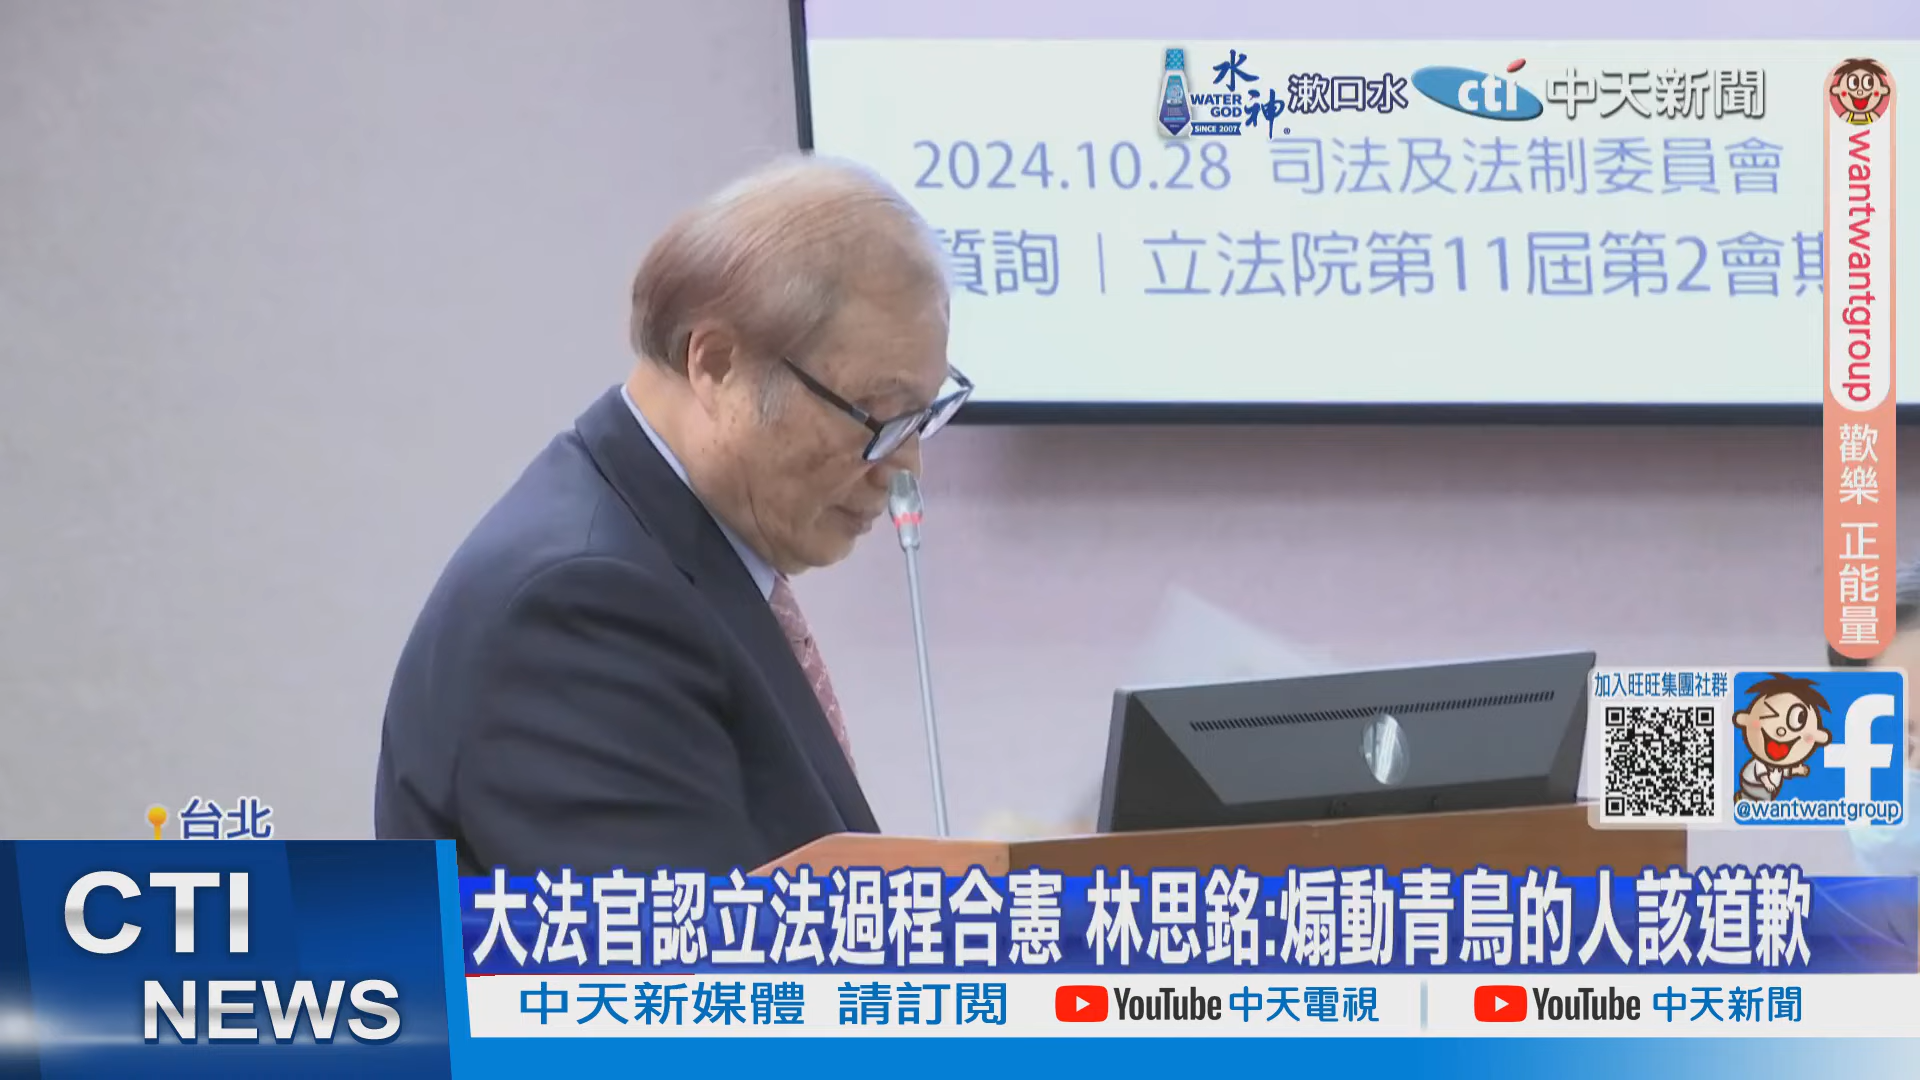 水神
WATER
GOD
SINCE 2007
漱口水
cti 中天新聞
2024.10.28 司法及法制委員會
質詢｜立法院第11屆第2會期
wantwantgroup
歡樂 正能量
加入旺旺集團社群
@wantwantgroup
台北
CTI
NEWS
大法官認立法過程合憲 林思銘:煽動青鳥的人該道歉
中天新媒體 請訂閱 YouTube 中天電視 | YouTube 中天新聞